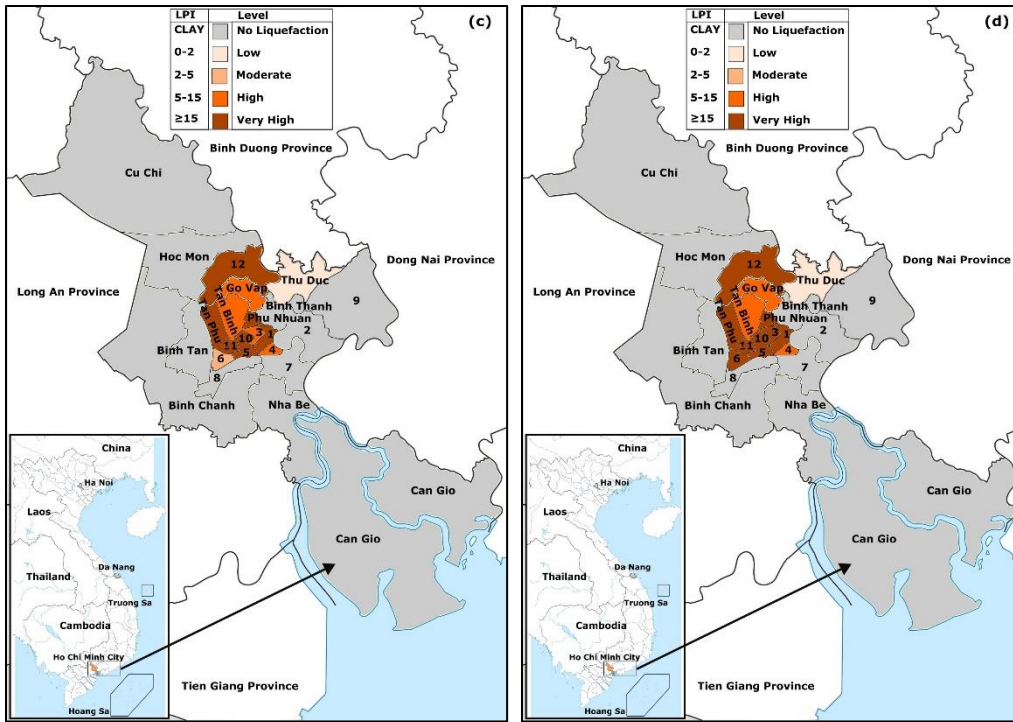 LPI Level (c)
CLAY No Liquefaction
0-2 Low
2-5 Moderate
5-15 High
≥15 Very High
Binh Duong Province
Cu Chi
Hoc Mon
12
Dong Nai Province
Thu Duc
Long An Province
Go Vap
9
Tan Binh
Binh Thanh
Tan Phu
Phu Nhuan
2
3 1
10
11
4
Binh Tan
5
6
7
8
Binh Chanh
Nha Be
China
Ha Noi
Can Gio
Laos
Can Gio
Da Nang
Thailand
Truong Sa
Cambodia
Ho Chi Minh City
Tien Giang Province
Hoang Sa
LPI Level (d)
CLAY No Liquefaction
0-2 Low
2-5 Moderate
5-15 High
≥15 Very High
Binh Duong Province
Cu Chi
Hoc Mon
12
Dong Nai Province
Thu Duc
Long An Province
Go Vap
9
Tan Binh
Binh Thanh
Tan Phu
Phu Nhuan
2
3 1
10
11
4
Binh Tan
5
6
7
8
Binh Chanh
Nha Be
China
Ha Noi
Can Gio
Laos
Can Gio
Da Nang
Thailand
Truong Sa
Cambodia
Ho Chi Minh City
Tien Giang Province
Hoang Sa